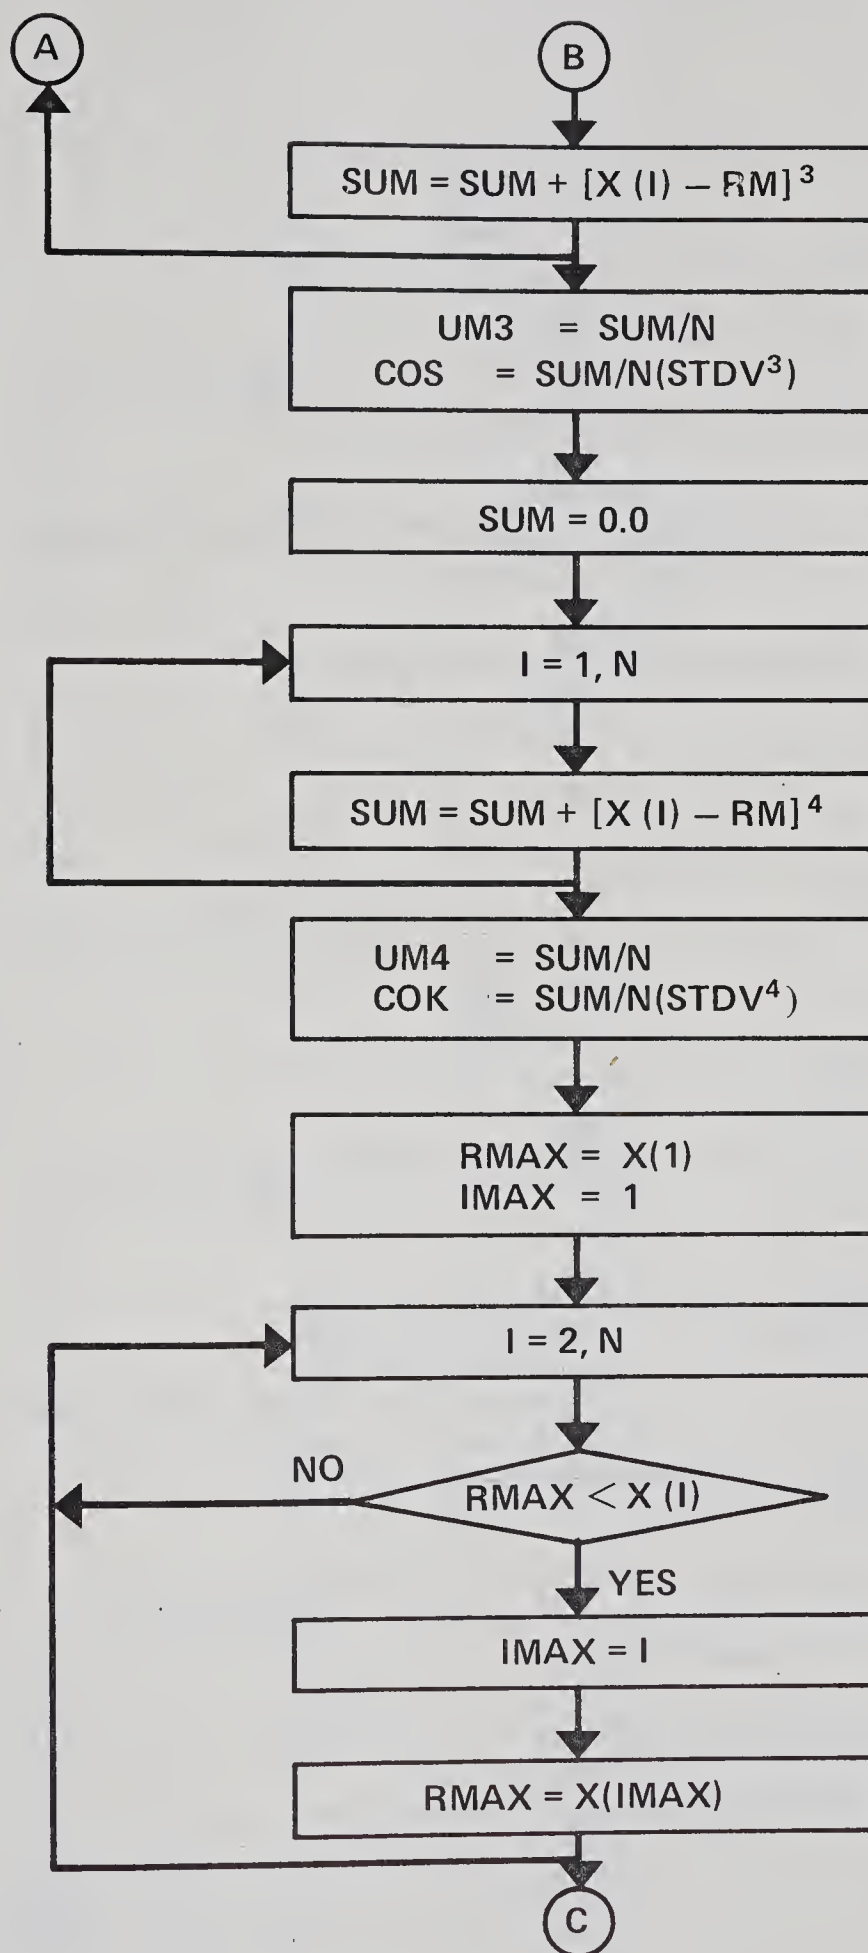 A
B
SUM = SUM + [X (I) – RM]³
UM3 = SUM/N
COS = SUM/N(STDV³)
SUM = 0.0
I = 1, N
SUM = SUM + [X (I) – RM]⁴
UM4 = SUM/N
COK = SUM/N(STDV⁴)
RMAX = X(1)
IMAX = 1
I = 2, N
NO
RMAX < X (I)
YES
IMAX = I
RMAX = X(IMAX)
C